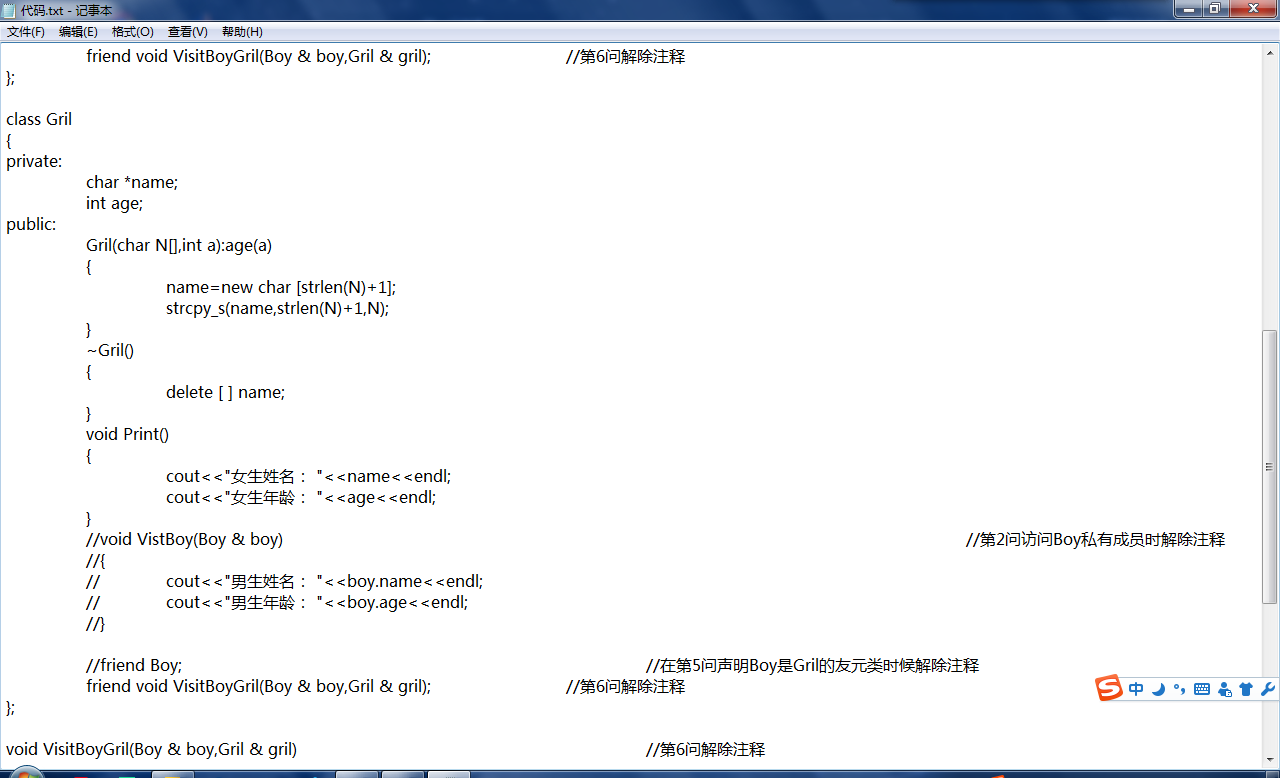 代码.txt - 记事本
文件(F) 编辑(E) 格式(O) 查看(V) 帮助(H)
friend void VisitBoyGril(Boy & boy,Gril & gril); //第6问解除注释
};
class Gril
{
private:
char *name;
int age;
public:
Gril(char N[],int a):age(a)
{
name=new char [strlen(N)+1];
strcpy_s(name,strlen(N)+1,N);
}
~Gril()
{
delete [ ] name;
}
void Print()
{
cout<<"女生姓名： "<<name<<endl;
cout<<"女生年龄： "<<age<<endl;
}
//void VistBoy(Boy & boy) //第2问访问Boy私有成员时解除注释
//{
// cout<<"男生姓名： "<<boy.name<<endl;
// cout<<"男生年龄： "<<boy.age<<endl;
//}
//friend Boy; //在第5问声明Boy是Gril的友元类时候解除注释
friend void VisitBoyGril(Boy & boy,Gril & gril); //第6问解除注释
};
中
void VisitBoyGril(Boy & boy,Gril & gril) //第6问解除注释